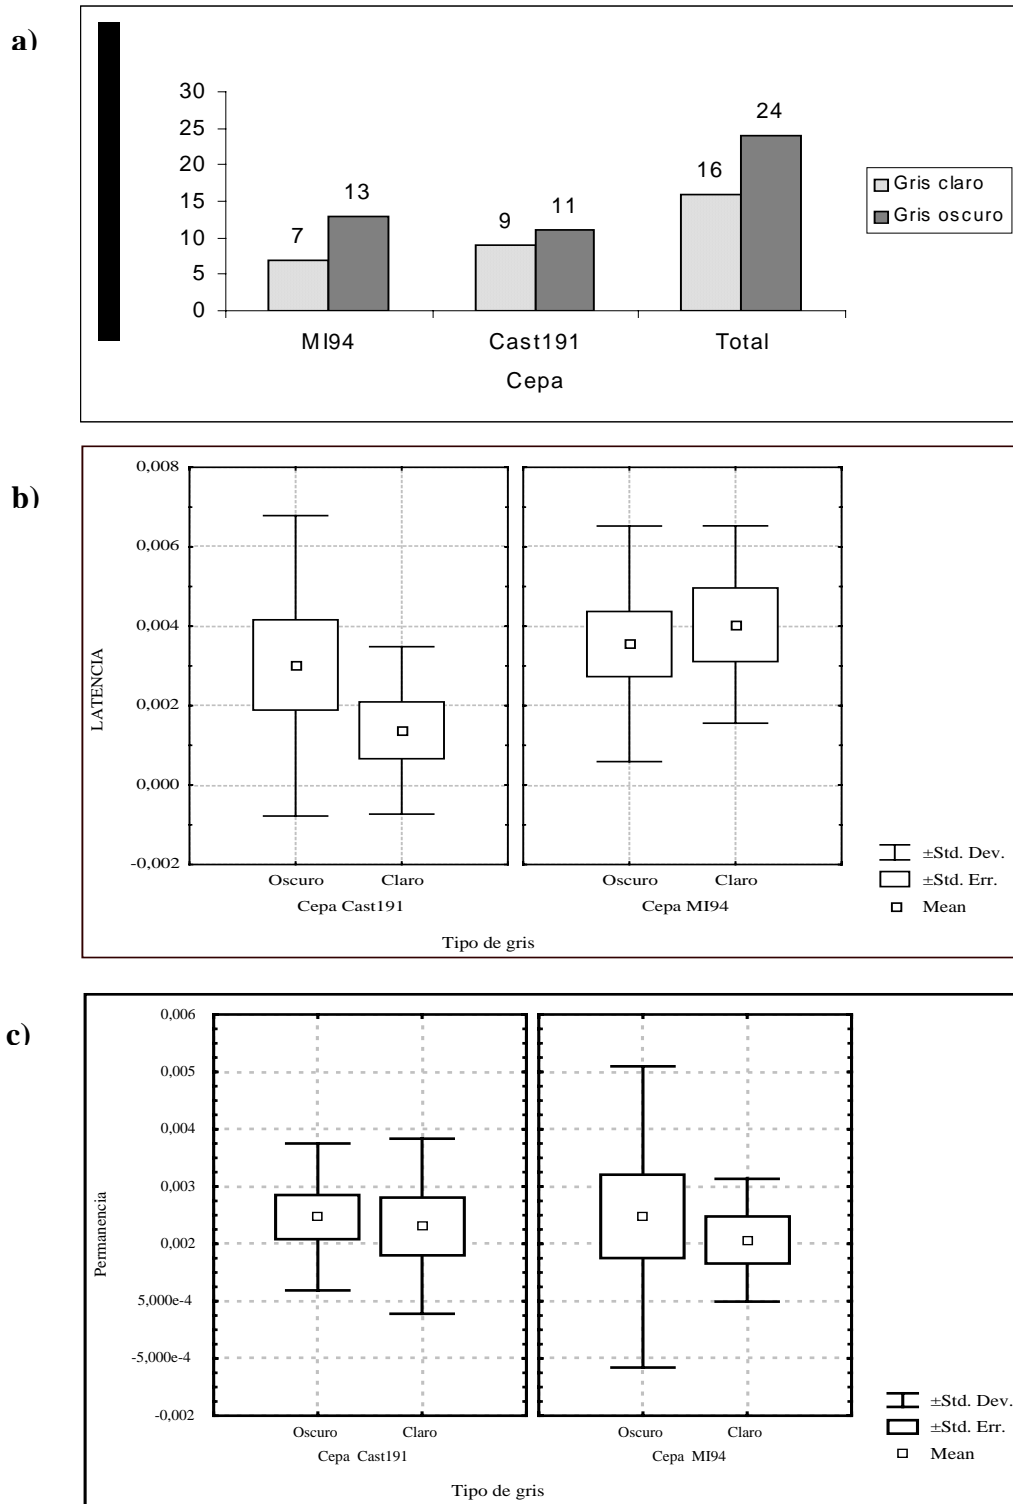 a)
30
25
20
15
10
5
0
7
13
9
11
16
24
MI94
Cast191
Total
Cepa
Gris claro
Gris oscuro
b)
LATENCIA
0,008
0,006
0,004
0,002
0,000
-0,002
Oscuro
Claro
Oscuro
Claro
Cepa Cast191
Cepa MI94
Tipo de gris
±Std. Dev.
±Std. Err.
Mean
c)
Permanencia
0,006
0,005
0,004
0,003
0,002
5,000e-4
-5,000e-4
-0,002
Oscuro
Claro
Oscuro
Claro
Cepa Cast191
Cepa MI94
Tipo de gris
±Std. Dev.
±Std. Err.
Mean